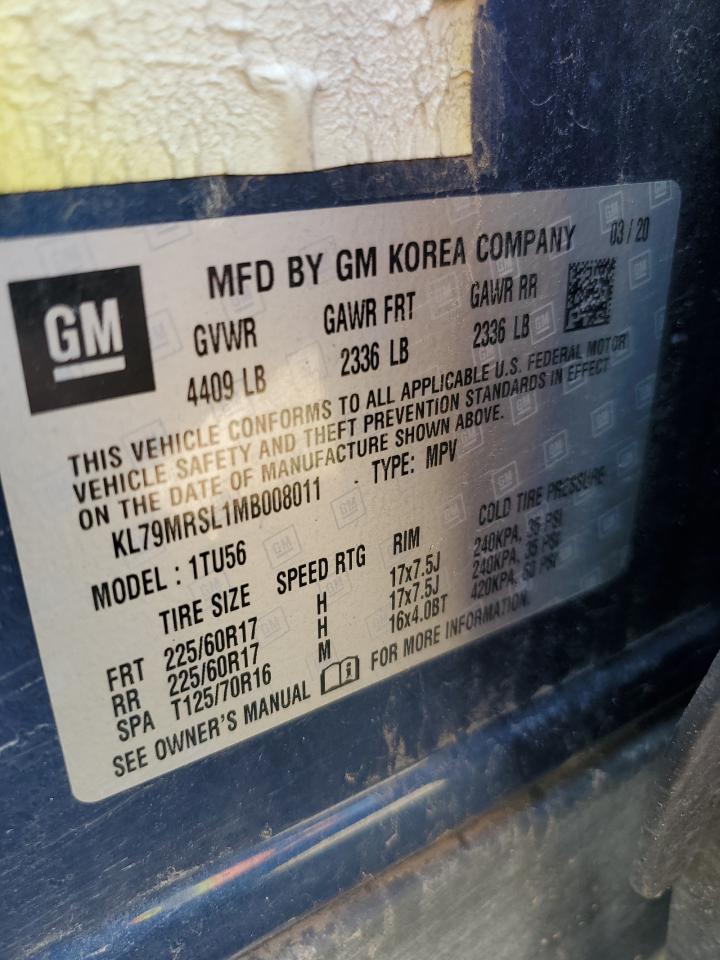 GM
MFD BY GM KOREA COMPANY 03/20
GVWR GAWR FRT GAWR RR
4409 LB 2336 LB 2336 LB
THIS VEHICLE CONFORMS TO ALL APPLICABLE U.S. FEDERAL MOTOR
VEHICLE SAFETY AND THEFT PREVENTION STANDARDS IN EFFECT
ON THE DATE OF MANUFACTURE SHOWN ABOVE.
KL79MRSL1MB008011 TYPE: MPV
MODEL : 1TU56
TIRE SIZE SPEED RTG RIM COLD TIRE PRESSURE
FRT 225/60R17 H 17x7.5J 240KPA, 35 PSI
RR 225/60R17 H 17x7.5J 240KPA, 35 PSI
SPA T125/70R16 M 16x4.0BT 420KPA, 60 PSI
SEE OWNER'S MANUAL FOR MORE INFORMATION.